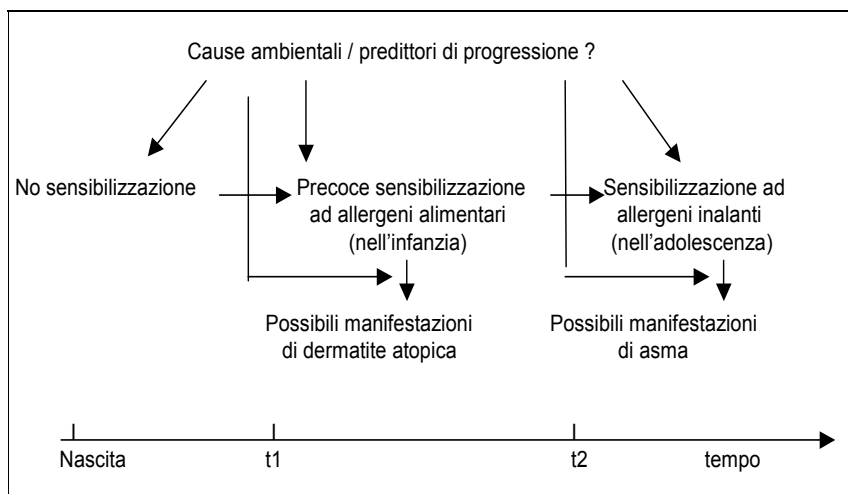 Cause ambientali / predittori di progressione ?
No sensibilizzazione
Precoce sensibilizzazione
ad allergeni alimentari
(nell'infanzia)
Sensibilizzazione ad
allergeni inalanti
(nell'adolescenza)
Possibili manifestazioni
di dermatite atopica
Possibili manifestazioni
di asma
Nascita
t1
t2
tempo